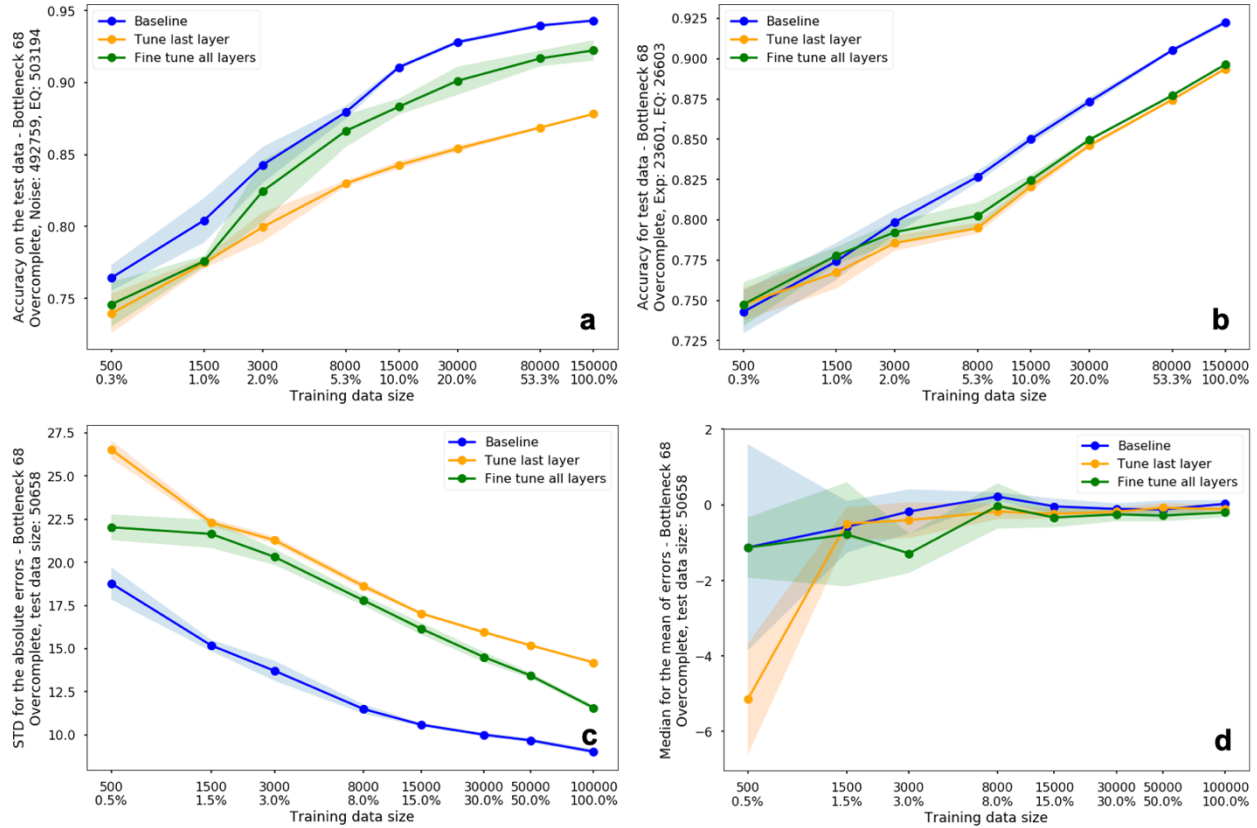 Accuracy on the test data - Bottleneck 68
Overcomplete, Noise: 492759, EQ: 503194
0.95
0.90
0.85
0.80
0.75
Baseline
Tune last layer
Fine tune all layers
a
500 1500 3000 8000 15000 30000 80000 150000
0.3% 1.0% 2.0% 5.3% 10.0% 20.0% 53.3% 100.0%
Training data size
Accuracy for test data - Bottleneck 68
Overcomplete, Exp: 23601, EQ: 26603
0.925
0.900
0.875
0.850
0.825
0.800
0.775
0.750
0.725
Baseline
Tune last layer
Fine tune all layers
b
500 1500 3000 8000 15000 30000 80000 150000
0.3% 1.0% 2.0% 5.3% 10.0% 20.0% 53.3% 100.0%
Training data size
STD for the absolute errors - Bottleneck 68
Overcomplete, test data size: 50658
27.5
25.0
22.5
20.0
17.5
15.0
12.5
10.0
Baseline
Tune last layer
Fine tune all layers
c
500 1500 3000 8000 15000 30000 50000 100000
0.5% 1.5% 3.0% 8.0% 15.0% 30.0% 50.0% 100.0%
Training data size
Median for the mean of errors - Bottleneck 68
Overcomplete, test data size: 50658
2
0
−2
−4
−6
Baseline
Tune last layer
Fine tune all layers
d
500 1500 3000 8000 15000 30000 50000 100000
0.5% 1.5% 3.0% 8.0% 15.0% 30.0% 50.0% 100.0%
Training data size